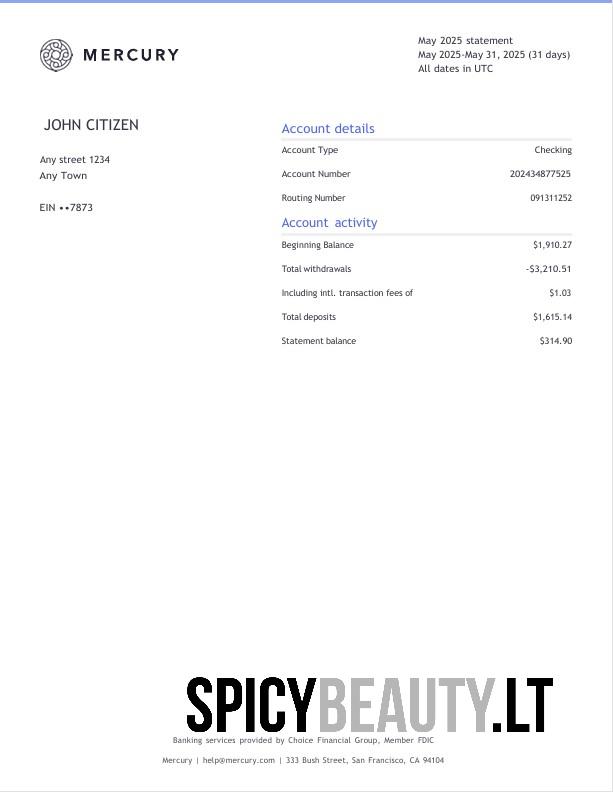 MERCURY
May 2025 statement
May 2025-May 31, 2025 (31 days)
All dates in UTC
JOHN CITIZEN
Any street 1234
Any Town
EIN ••7873
Account details
Account Type Checking
Account Number 202434877525
Routing Number 091311252
Account activity
Beginning Balance $1,910.27
Total withdrawals -$3,210.51
Including intl. transaction fees of $1.03
Total deposits $1,615.14
Statement balance $314.90
SPICYBEAUTY.LT
Banking services provided by Choice Financial Group, Member FDIC
Mercury | help@mercury.com | 333 Bush Street, San Francisco, CA 94104